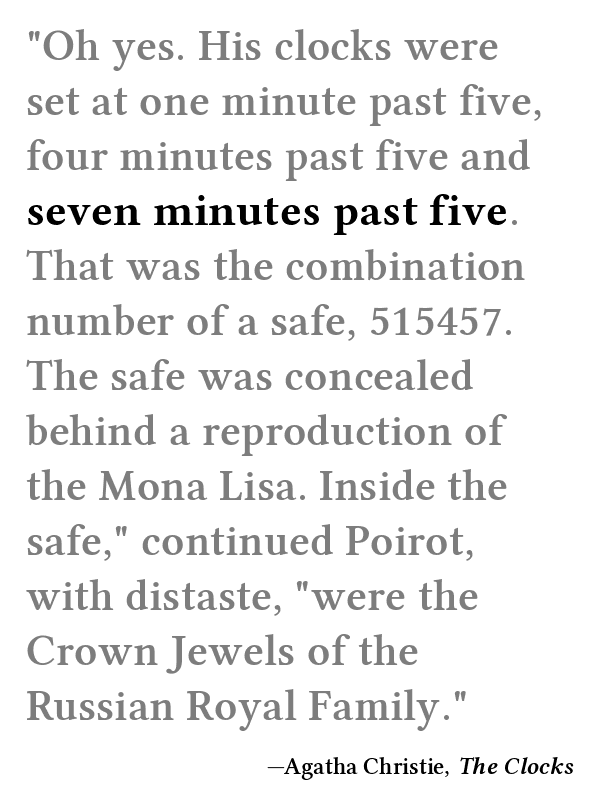 "Oh yes. His clocks were
set at one minute past five,
four minutes past five and
seven minutes past five.
That was the combination
number of a safe, 515457.
The safe was concealed
behind a reproduction of
the Mona Lisa. Inside the
safe," continued Poirot,
with distaste, "were the
Crown Jewels of the
Russian Royal Family."
—Agatha Christie, The Clocks